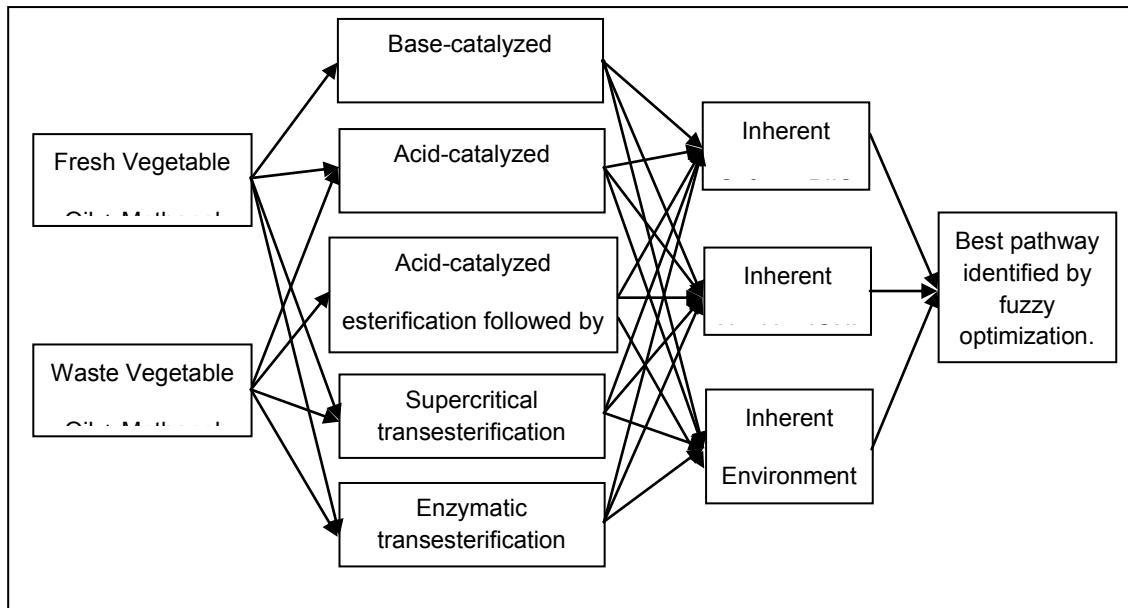 Base-catalyzed
Fresh Vegetable
Acid-catalyzed
Inherent
Acid-catalyzed
esterification followed by
Inherent
Best pathway
identified by
fuzzy
optimization.
Waste Vegetable
Supercritical
transesterification
Inherent
Environment
Enzymatic
transesterification